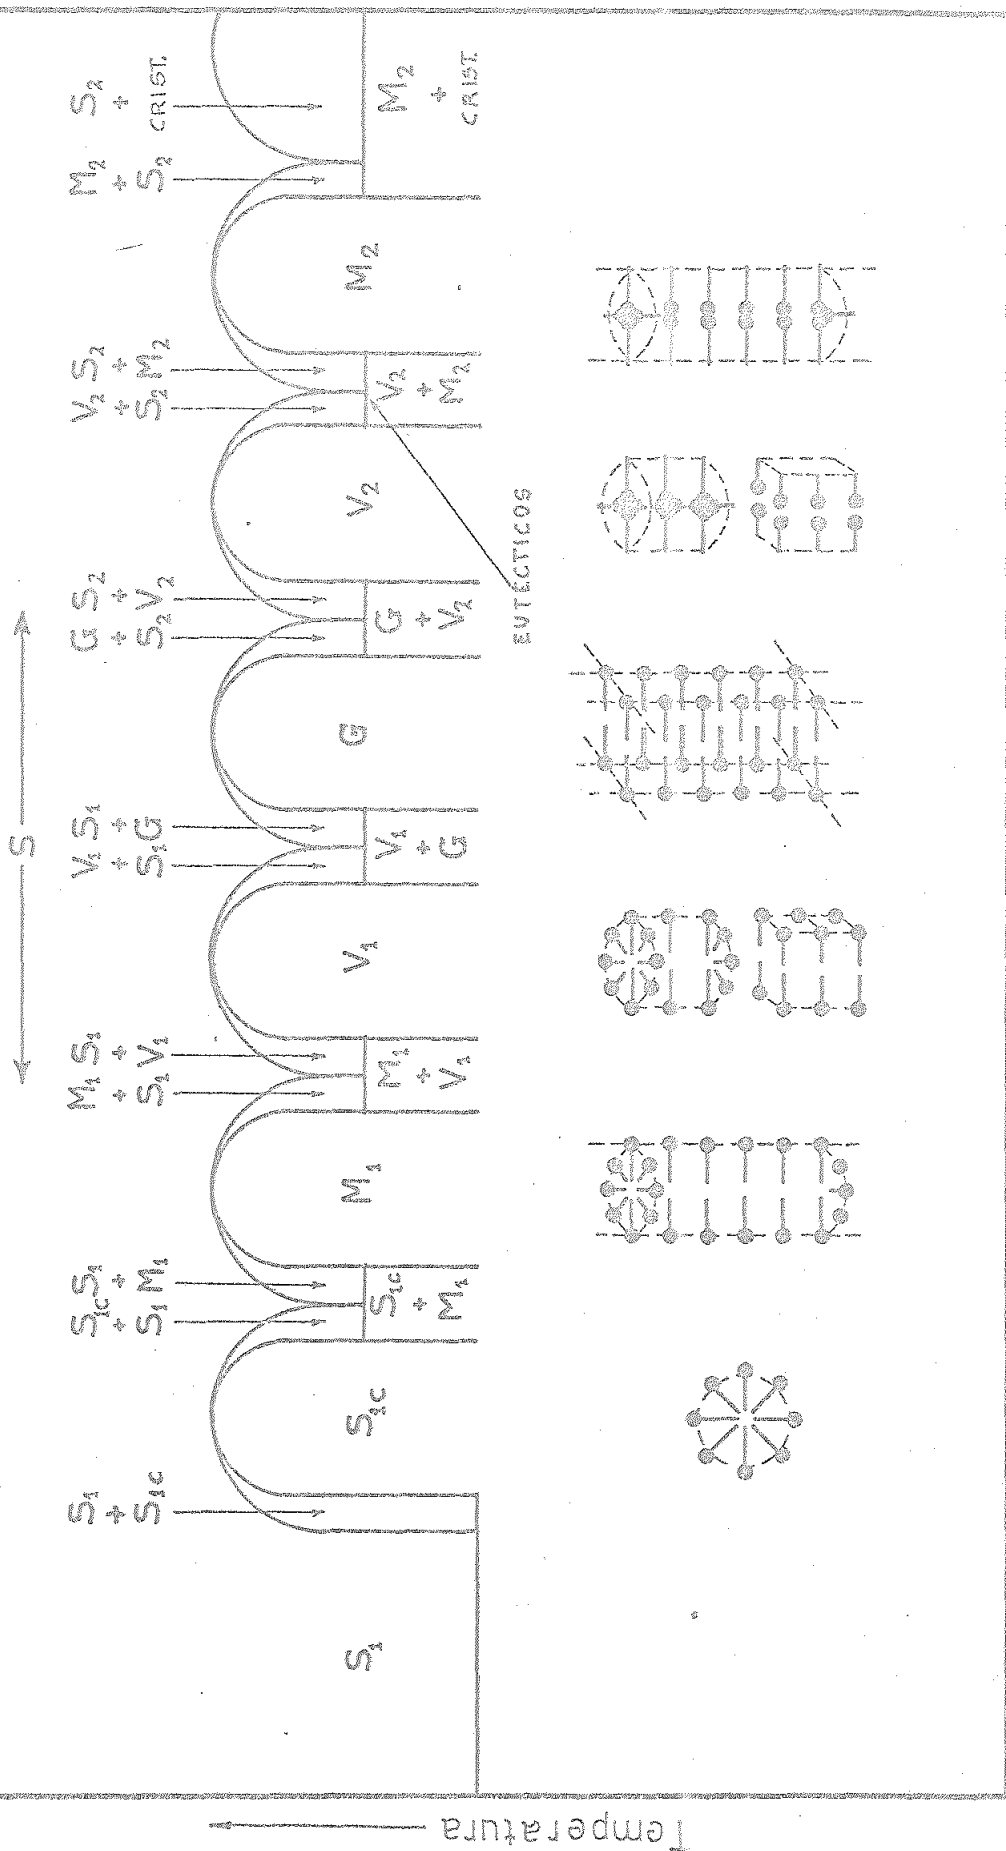 S
S₁ + S₁C
S₁C + S₁
S₁ + M₁
M₁ + S₁
S₁ + V₁
V₁ + S₁
S₁ + G
G + S₂
S₂ + V₂
V₂ + S₂
S₂ + M₂
M₂ + S₂
S₂ + CRIST.
S₁
S₁C
M₁
V₁
G
V₂
M₂
S₁C + M₁
M₁ + V₁
V₁ + G
G + V₂
V₂ + M₂
M₂ + CRIST.
EUTÉCTICOS
Temperatura